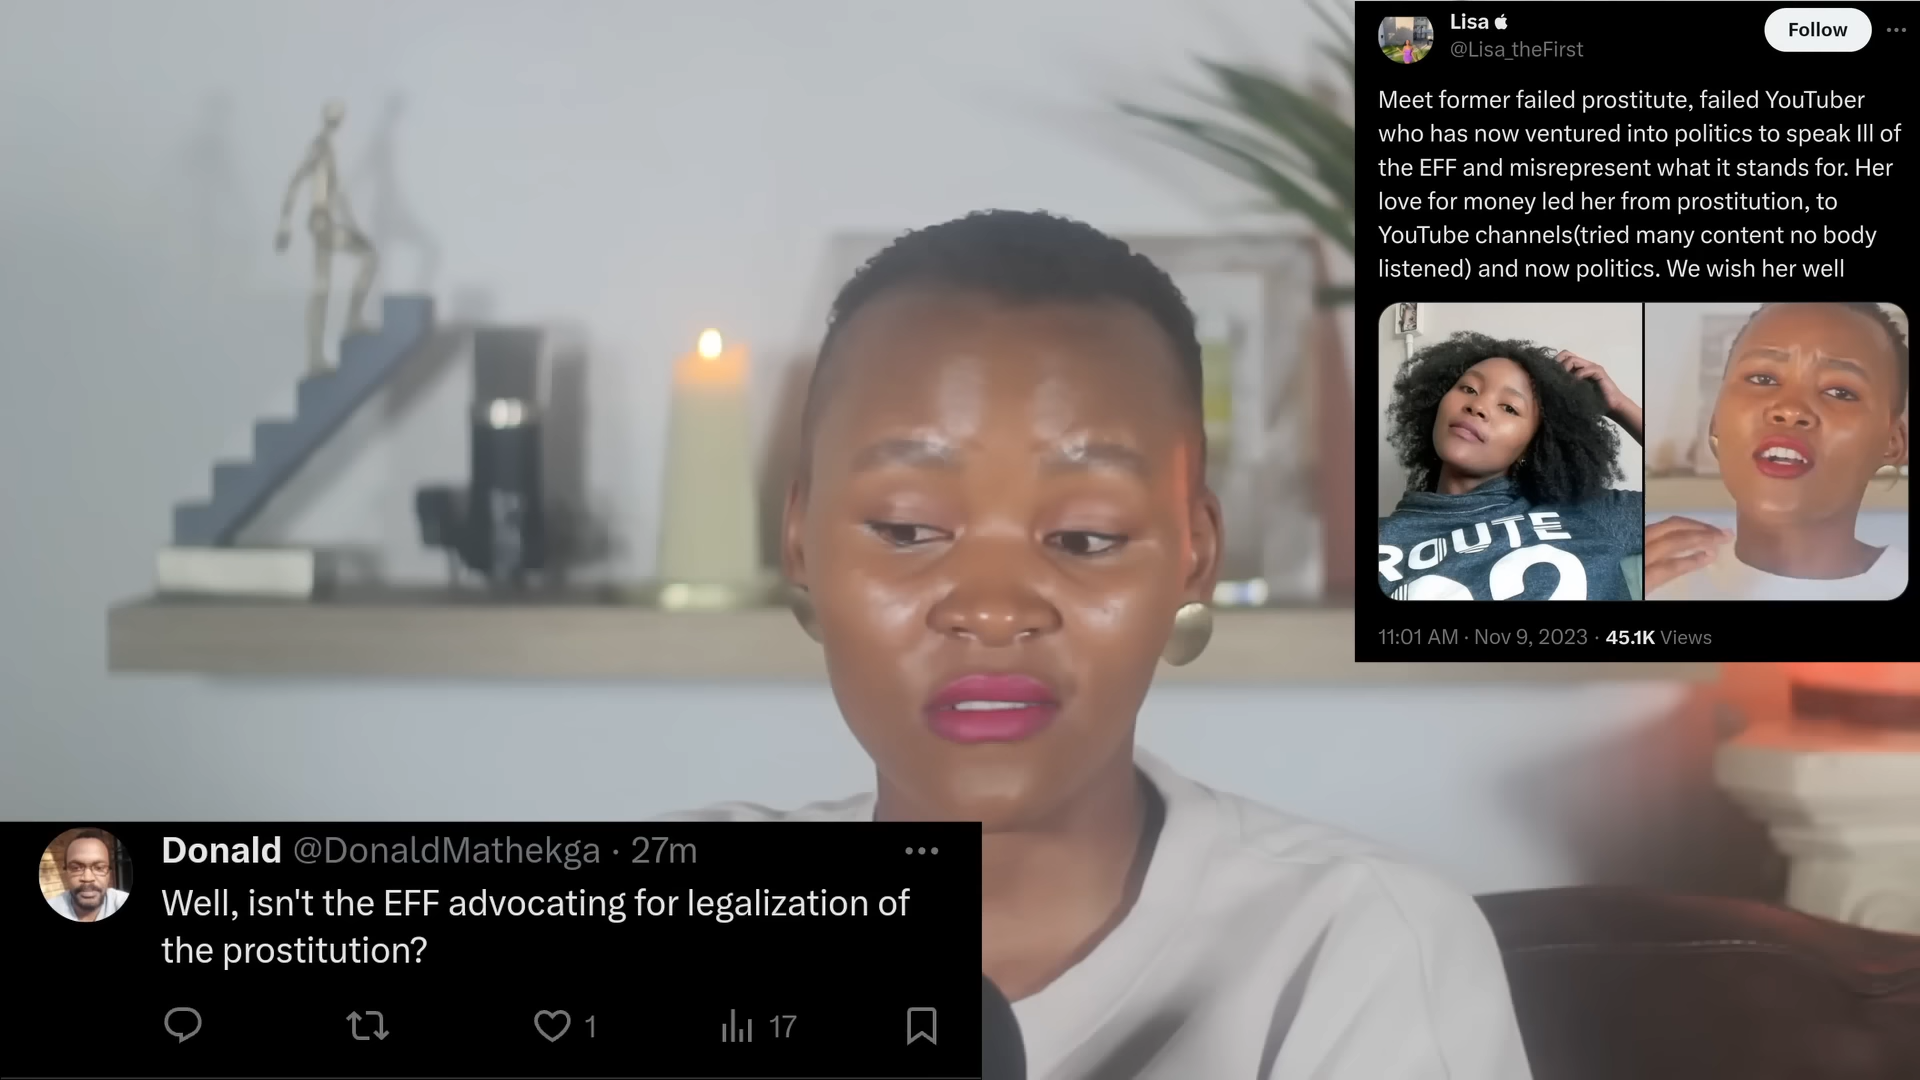 Lisa
@Lisa_theFirst
Follow
Meet former failed prostitute, failed YouTuber
who has now ventured into politics to speak Ill of
the EFF and misrepresent what it stands for. Her
love for money led her from prostitution, to
YouTube channels(tried many content no body
listened) and now politics. We wish her well
ROUTE
11:01 AM · Nov 9, 2023 · 45.1K Views
Donald @DonaldMathekga · 27m
Well, isn't the EFF advocating for legalization of
the prostitution?
1
17